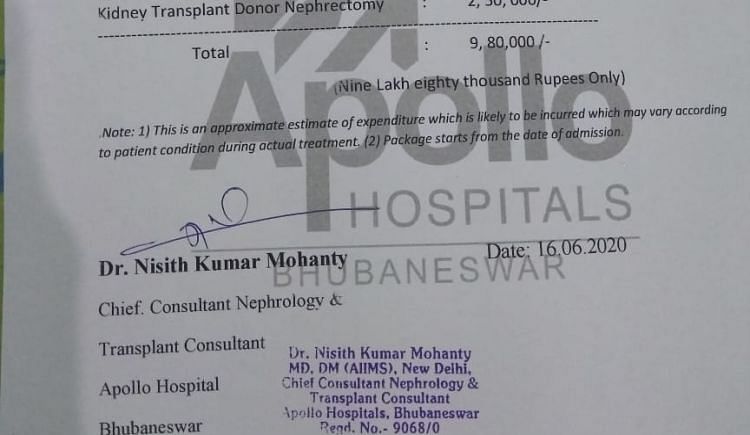 Kidney Transplant Donor Nephrectomy : 2, 50, 000/-
Total : 9, 80,000 /-
(Nine Lakh eighty thousand Rupees Only)
Note: 1) This is an approximate estimate of expenditure which is likely to be incurred which may vary according
to patient condition during actual treatment. (2) Package starts from the date of admission.
Apollo
HOSPITALS
BHUBANESWAR
Dr. Nisith Kumar Mohanty Date: 16.06.2020
Chief. Consultant Nephrology &
Transplant Consultant
Apollo Hospital
Bhubaneswar
Dr. Nisith Kumar Mohanty
MD, DM (AIIMS), New Delhi,
Chief Consultant Nephrology &
Transplant Consultant
Apollo Hospitals, Bhubaneswar
Regd. No.- 9068/0